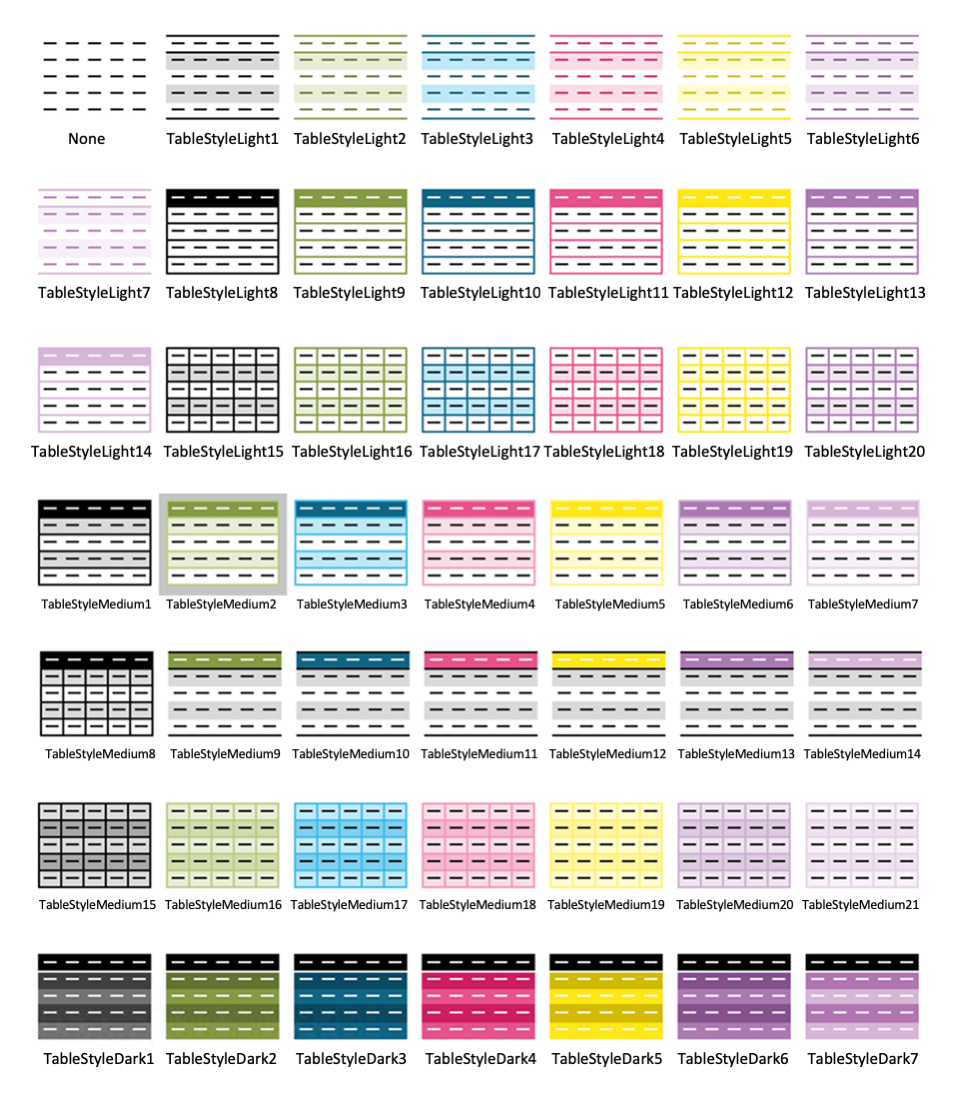 None TableStyleLight1 TableStyleLight2 TableStyleLight3 TableStyleLight4 TableStyleLight5 TableStyleLight6
TableStyleLight7 TableStyleLight8 TableStyleLight9 TableStyleLight10 TableStyleLight11 TableStyleLight12 TableStyleLight13
TableStyleLight14 TableStyleLight15 TableStyleLight16 TableStyleLight17 TableStyleLight18 TableStyleLight19 TableStyleLight20
TableStyleMedium1 TableStyleMedium2 TableStyleMedium3 TableStyleMedium4 TableStyleMedium5 TableStyleMedium6 TableStyleMedium7
TableStyleMedium8 TableStyleMedium9 TableStyleMedium10 TableStyleMedium11 TableStyleMedium12 TableStyleMedium13 TableStyleMedium14
TableStyleMedium15 TableStyleMedium16 TableStyleMedium17 TableStyleMedium18 TableStyleMedium19 TableStyleMedium20 TableStyleMedium21
TableStyleDark1 TableStyleDark2 TableStyleDark3 TableStyleDark4 TableStyleDark5 TableStyleDark6 TableStyleDark7